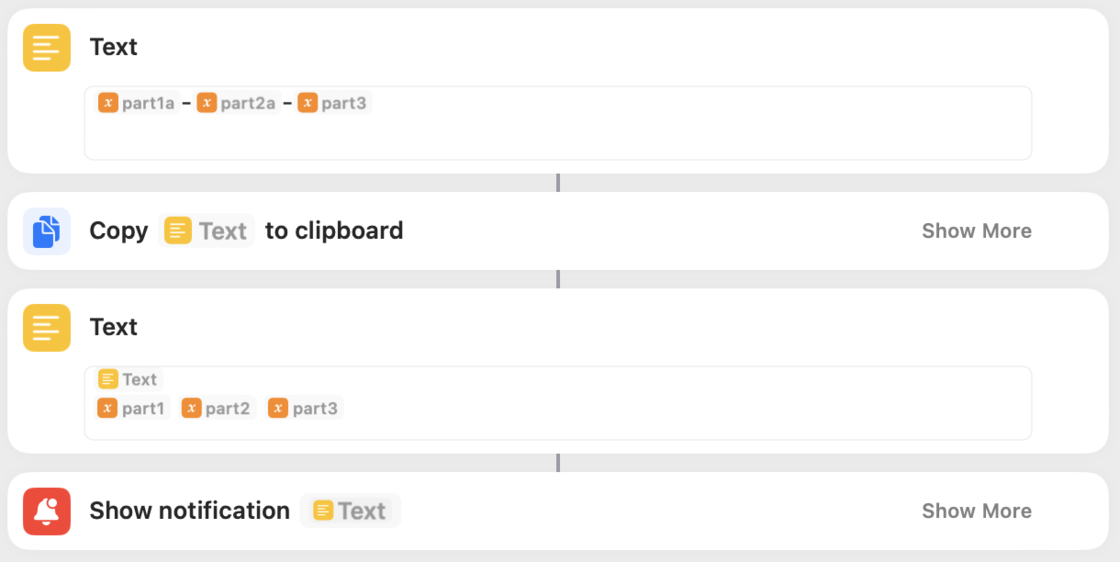 Text
x part1a - x part2a - x part3
Copy Text to clipboard Show More
Text
Text
x part1 x part2 x part3
Show notification Text Show More